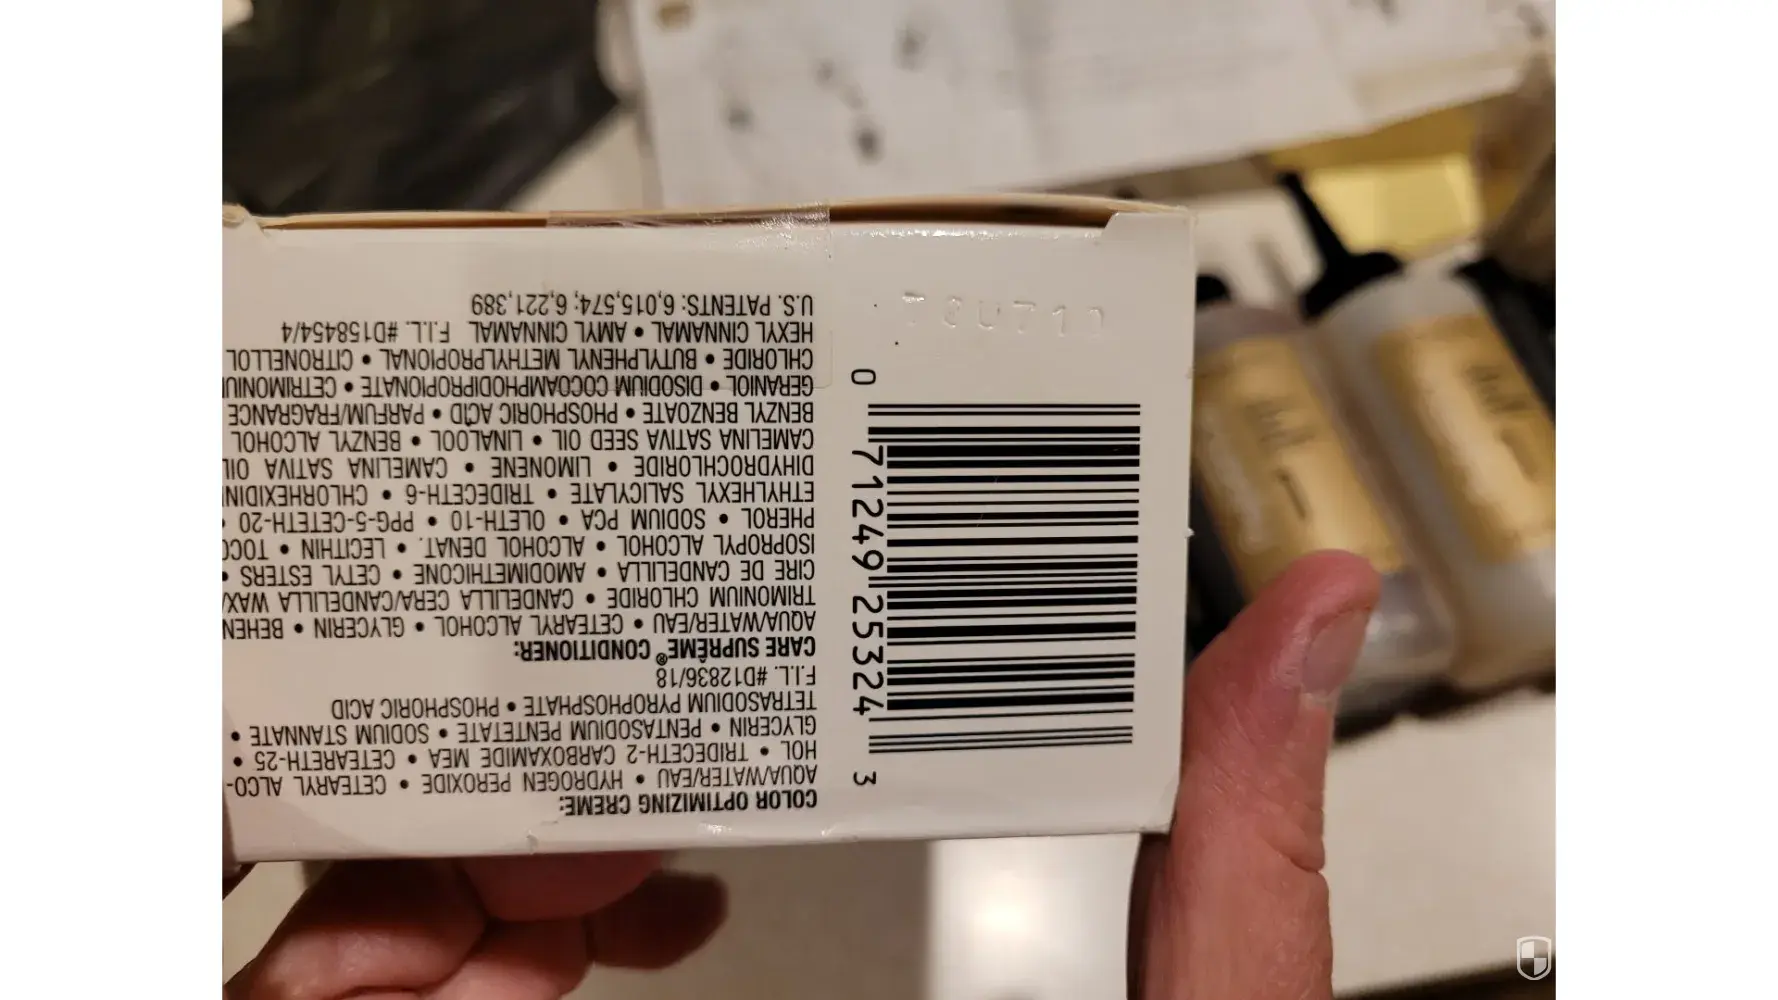 COLOR OPTIMIZING CREME:
AQUA/WATER/EAU • HYDROGEN PEROXIDE • CETEARYL ALCO-
HOL • TRIDECETH-2 CARBOXAMIDE MEA • CETEARETH-25 •
GLYCERIN • PENTASODIUM PENTETATE • SODIUM STANNATE •
TETRASODIUM PYROPHOSPHATE • PHOSPHORIC ACID
F.I.L. #D12836/18
CARE SUPRÊME® CONDITIONER:
AQUA/WATER/EAU • CETEARYL ALCOHOL • GLYCERIN • BEHEN
TRIMONIUM CHLORIDE • CANDELILLA CERA/CANDELILLA WAX/
CIRE DE CANDELILLA • AMODIMETHICONE • CETYL ESTERS •
ISOPROPYL ALCOHOL • ALCOHOL DENAT. • LECITHIN • TOCO
PHEROL • SODIUM PCA • OLETH-10 • PPG-5-CETETH-20 •
ETHYLHEXYL SALICYLATE • TRIDECETH-6 • CHLORHEXIDIN
DIHYDROCHLORIDE • LIMONENE • CAMELINA SATIVA OIL
CAMELINA SATIVA SEED OIL • LINALOOL • BENZYL ALCOHOL
BENZYL BENZOATE • PHOSPHORIC ACID • PARFUM/FRAGRANCE
GERANIOL • DISODIUM COCOAMPHODIPROPIONATE • CETRIMONIUM
CHLORIDE • BUTYLPHENYL METHYLPROPIONAL • CITRONELLOL
HEXYL CINNAMAL • AMYL CINNAMAL F.I.L. #D158454/4
U.S. PATENTS: 6,015,574; 6,221,389
0 71249 25324 3